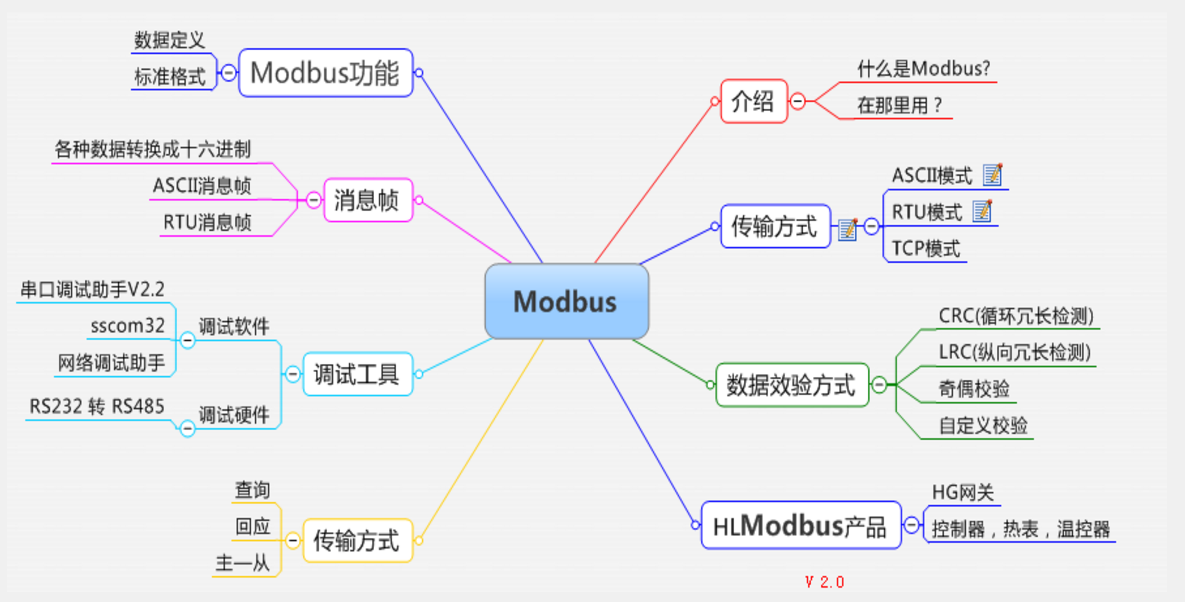 Modbus
介绍
什么是Modbus?
在那里用？
传输方式
ASCII模式
RTU模式
TCP模式
数据效验方式
CRC(循环冗长检测)
LRC(纵向冗长检测)
奇偶校验
自定义校验
HLModbus产品
HG网关
控制器，热表，温控器
Modbus功能
数据定义
标准格式
消息帧
各种数据转换成十六进制
ASCII消息帧
RTU消息帧
调试工具
调试软件
串口调试助手V2.2
sscom32
网络调试助手
调试硬件
RS232 转 RS485
传输方式
查询
回应
主一从
V 2.0